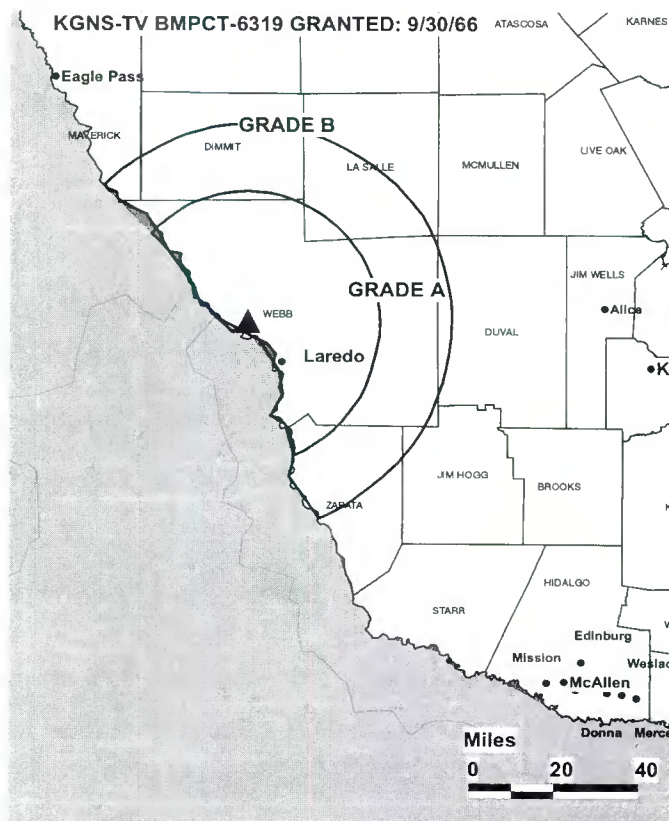 KGNS-TV BMPCT-6319 GRANTED: 9/30/66
ATASCOSA
KARNES
Eagle Pass
MAVERICK
GRADE B
DIMMIT
LA SALLE
MCMULLEN
LIVE OAK
JIM WELLS
GRADE A
WEBB
Alice
DUVAL
Laredo
K
JIM HOGG
BROOKS
ZAPATA
K
HIDALGO
STARR
W
Edinburg
Mission
Weslac
McAllen
Donna Merce
Miles
0 20 40